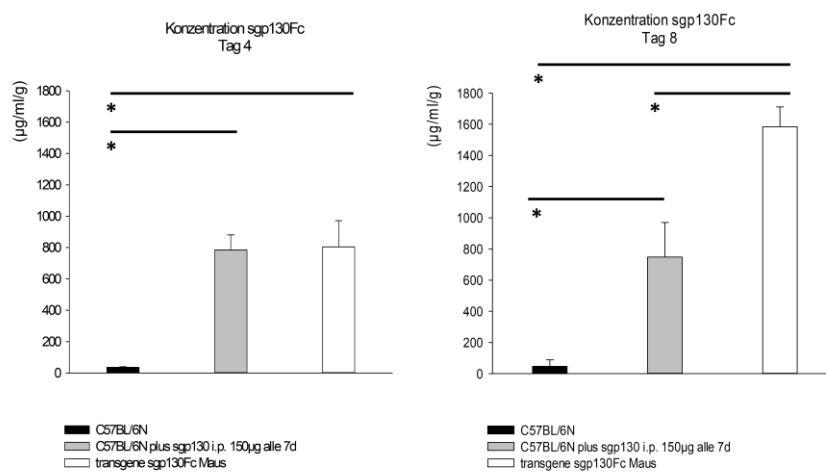 Konzentration sgp130Fc
Tag 4
(µg/ml/g)
1800
1600
1400
1200
1000
800
600
400
200
0
*
*
C57BL/6N
C57BL/6N plus sgp130 i.p. 150µg alle 7d
transgene sgp130Fc Maus
Konzentration sgp130Fc
Tag 8
(µg/ml/g)
1800
1600
1400
1200
1000
800
600
400
200
0
*
*
*
C57BL/6N
C57BL/6N plus sgp130 i.p. 150µg alle 7d
transgene sgp130Fc Maus